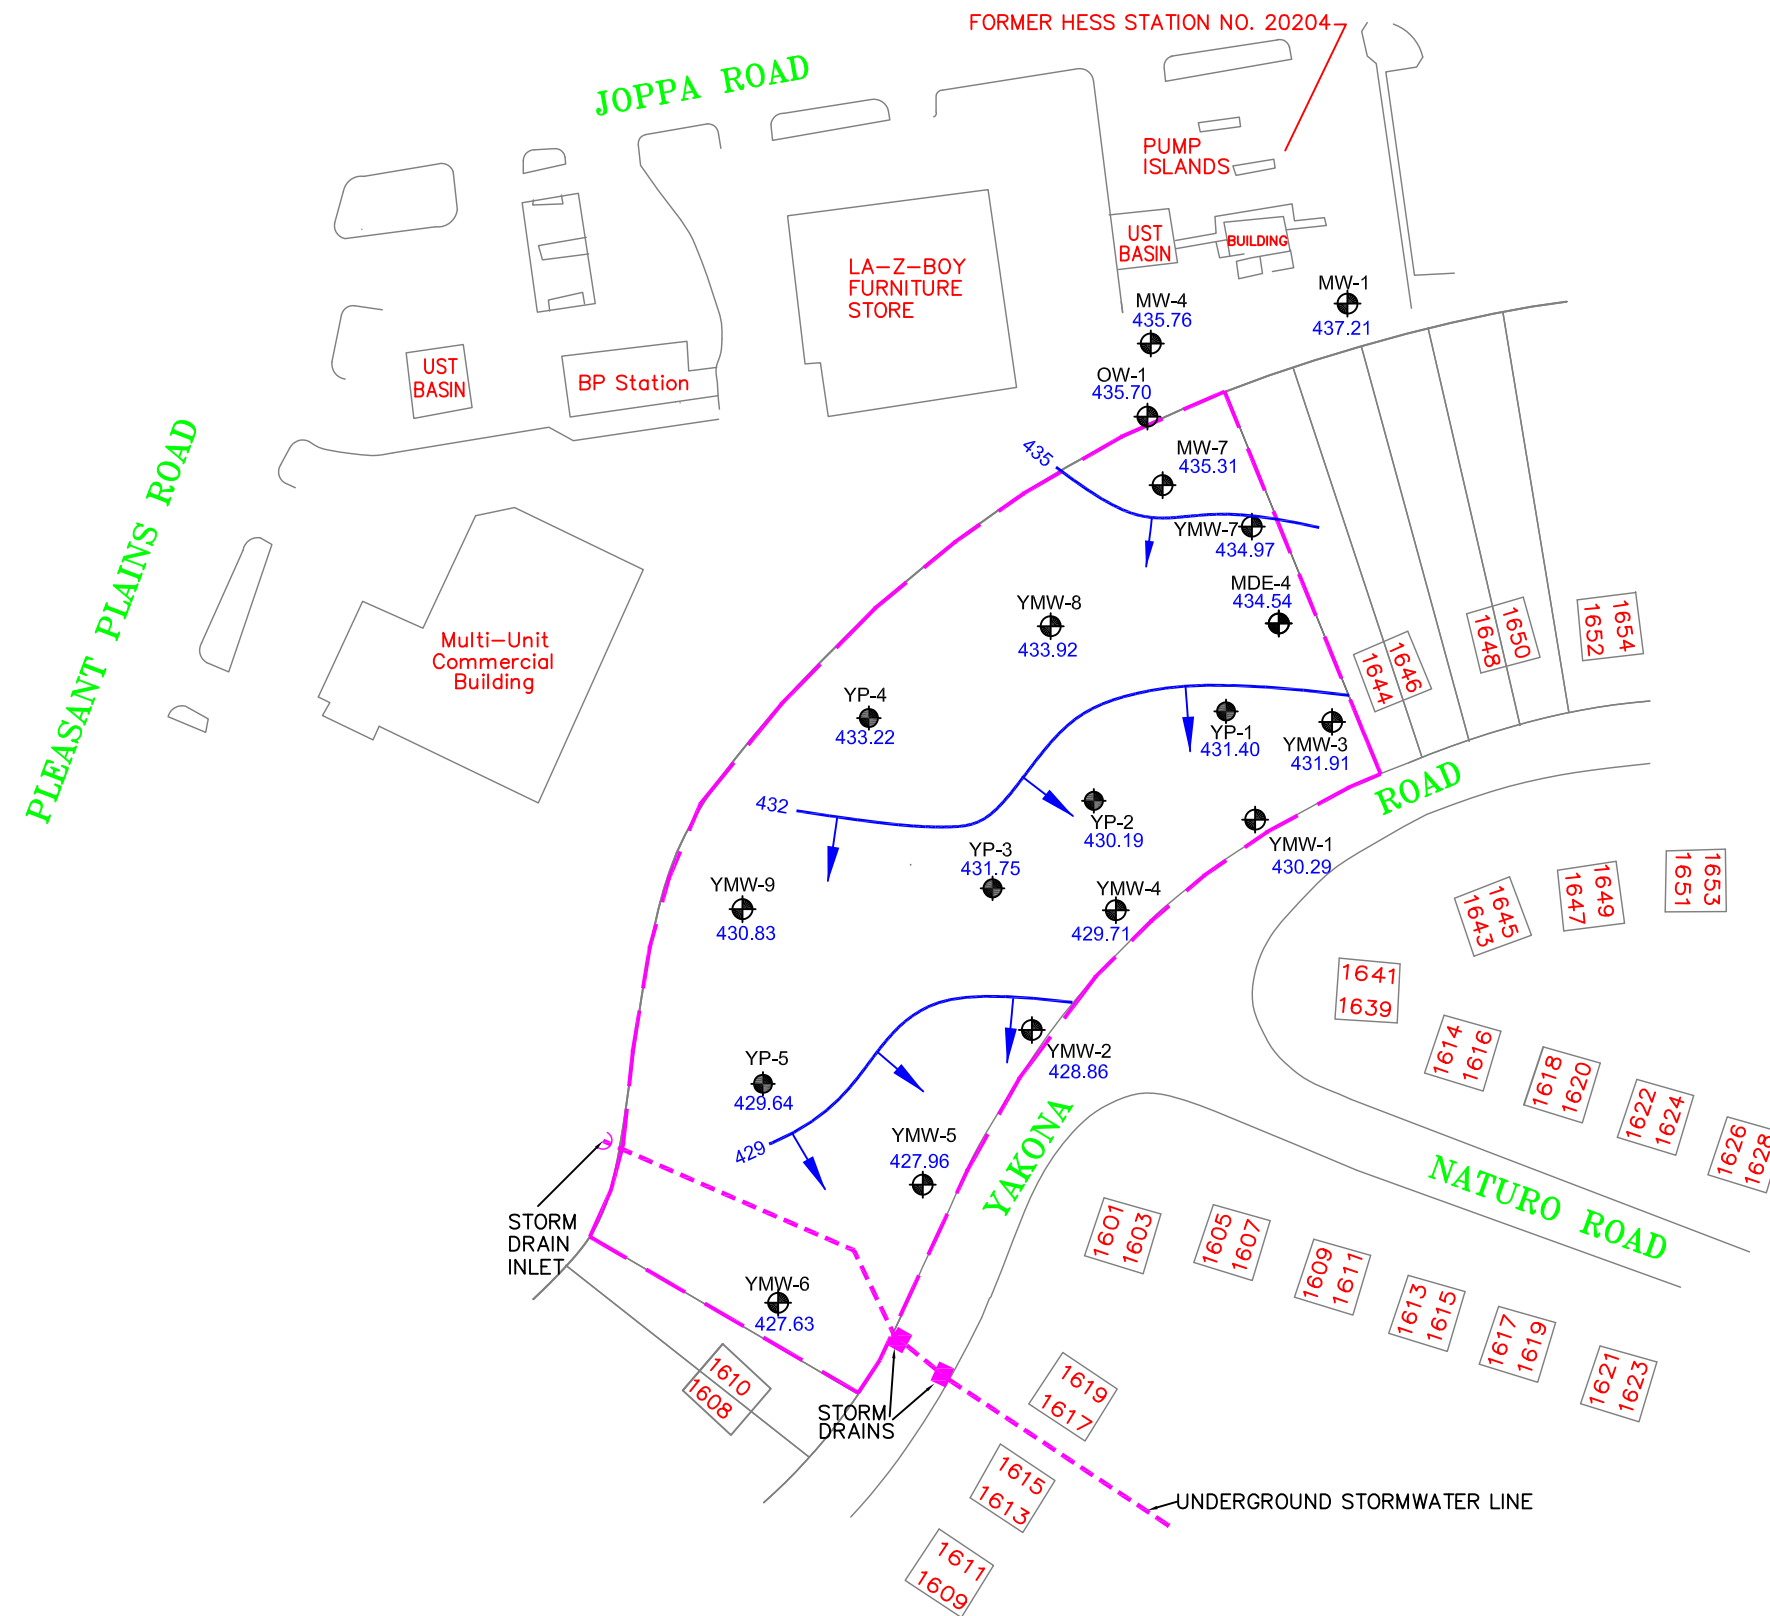 FORMER HESS STATION NO. 20204
JOPPA ROAD
PUMP
ISLANDS
UST
BASIN
BUILDING
LA-Z-BOY
FURNITURE
STORE
MW-1
437.21
MW-4
435.76
UST
BASIN
BP Station
OW-1
435.70
PLEASANT PLAINS ROAD
435
MW-7
435.31
YMW-7
434.97
MDE-4
434.54
YMW-8
433.92
Multi-Unit
Commercial
Building
1644
1646
1648
1650
1652
1654
YP-4
433.22
YP-1
431.40
YMW-3
431.91
432
YP-2
430.19
YMW-1
430.29
ROAD
YP-3
431.75
YMW-9
430.83
YMW-4
429.71
1643
1645
1647
1649
1651
1653
1641
1639
YMW-2
428.86
YP-5
429.64
429
YMW-5
427.96
YAKONA
1614
1616
1618
1620
1622
1624
1626
1628
NATURO ROAD
STORM
DRAIN
INLET
1601
1603
1605
1607
1609
1611
1613
1615
1617
1619
1621
1623
YMW-6
427.63
1610
1608
STORM
DRAINS
1619
1617
1615
1613
UNDERGROUND STORMWATER LINE
1611
1609